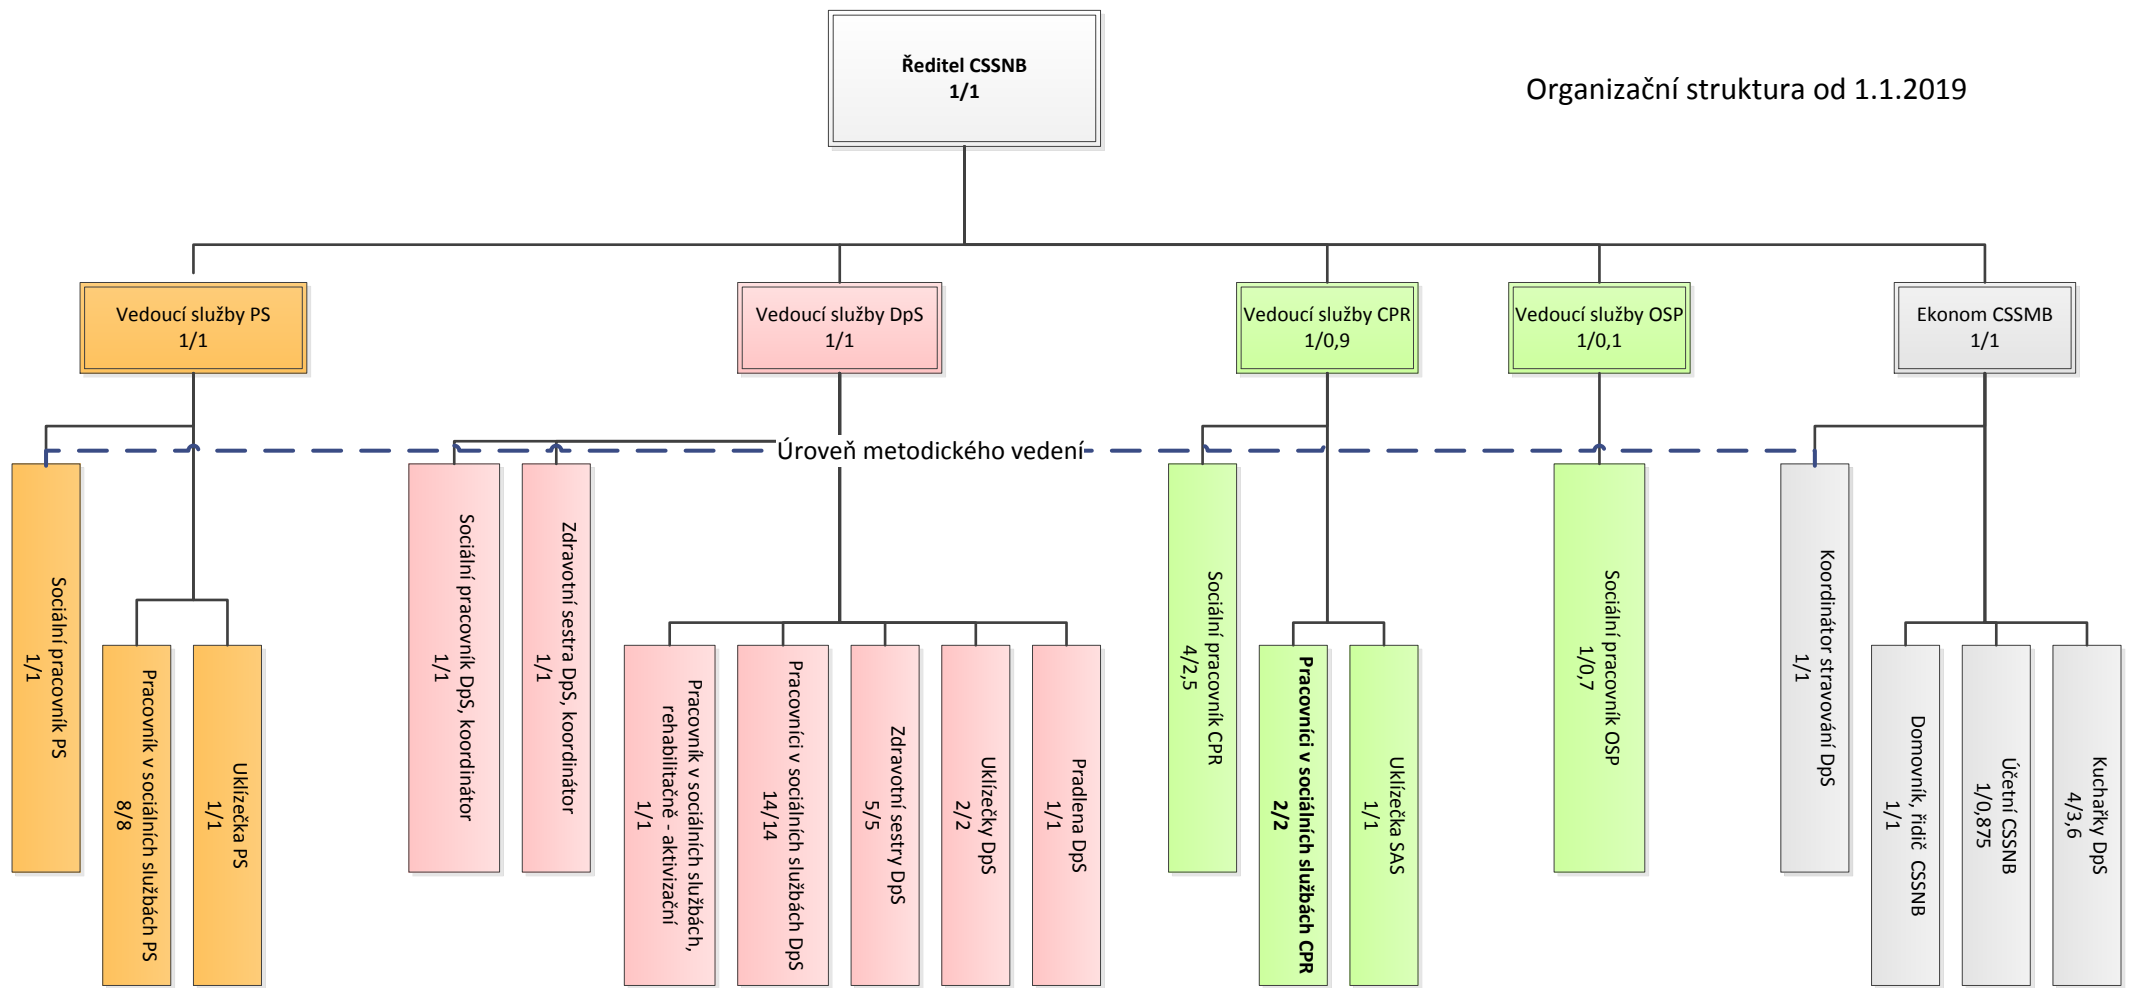 Ředitel CSSNB
1/1
Organizační struktura od 1.1.2019
Vedoucí služby PS
1/1
Vedoucí služby DpS
1/1
Vedoucí služby CPR
1/0,9
Vedoucí služby OSP
1/0,1
Ekonom CSSMB
1/1
Úroveň metodického vedení
Sociální pracovník PS
1/1
Pracovník v sociálních službách PS
8/8
Uklízečka PS
1/1
Sociální pracovník DpS, koordinátor
1/1
Zdravotní sestra DpS, koordinátor
1/1
Pracovník v sociálních službách,
rehabilitačně - aktivizační
1/1
Pracovníci v sociálních službách DpS
14/14
Zdravotní sestry DpS
5/5
Uklízečky DpS
2/2
Pradlena DpS
1/1
Sociální pracovník CPR
4/2,5
Pracovníci v sociálních službách CPR
2/2
Uklízečka SAS
1/1
Sociální pracovník OSP
1/0,7
Koordinátor stravování DpS
1/1
Domovník, řidič  CSSNB
1/1
Účetní CSSNB
1/0,875
Kuchařky DpS
4/3,6